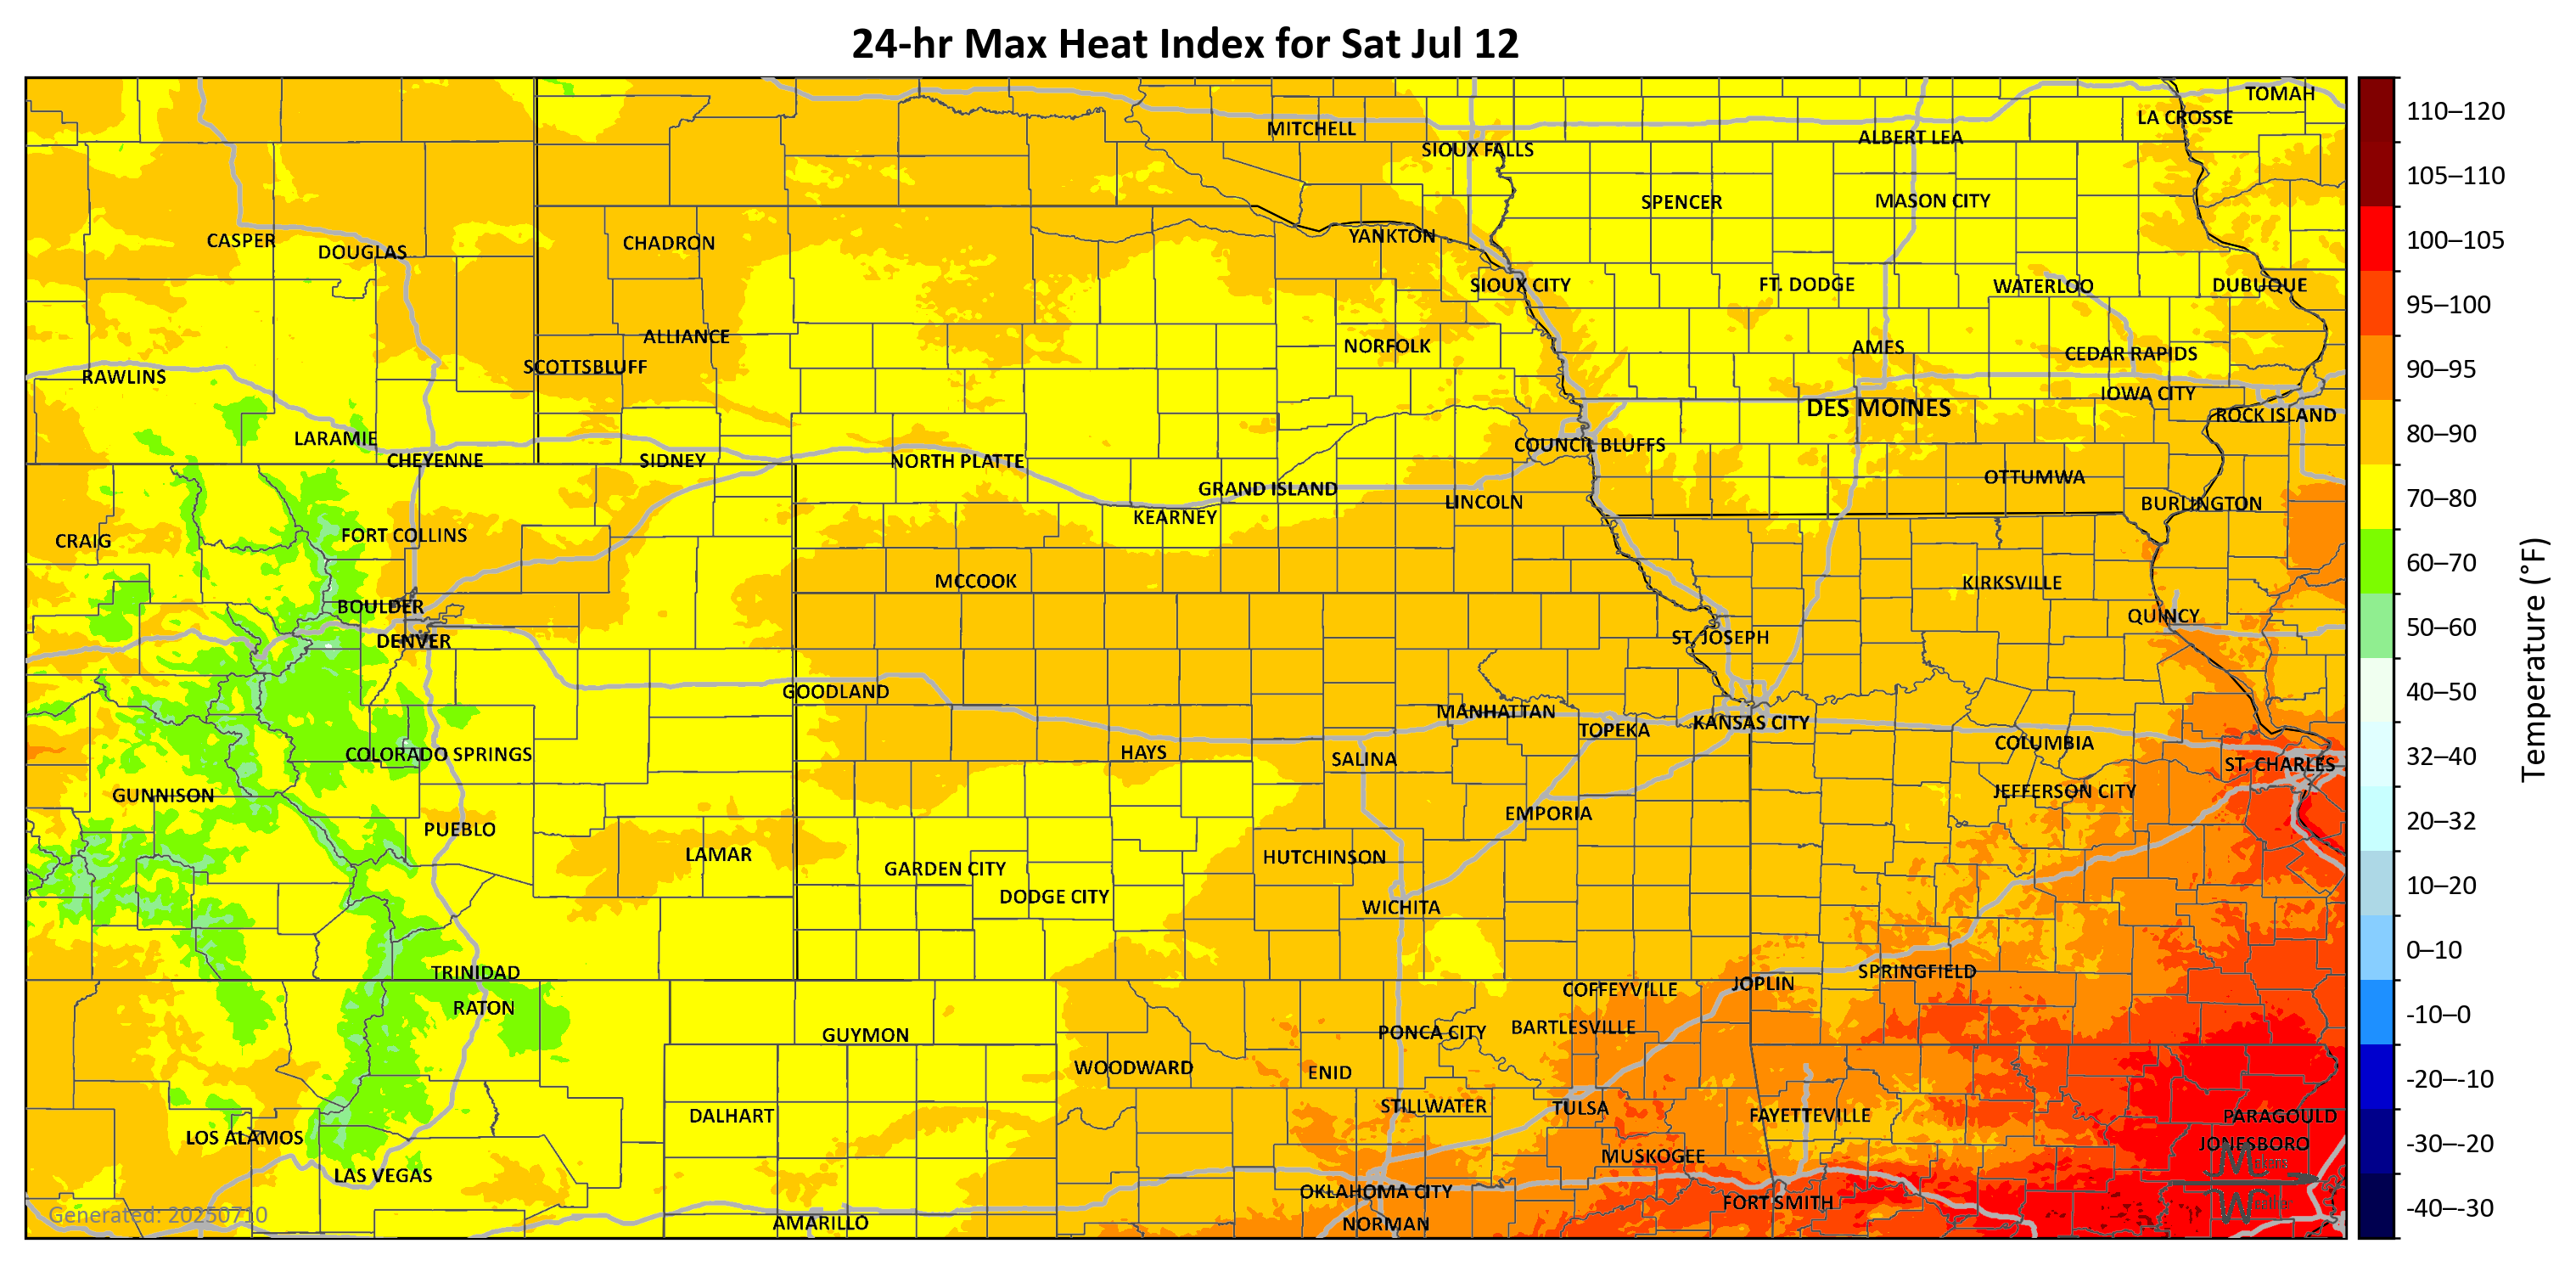 24-hr Max Heat Index for Sat Jul 12
TOMAH
LA CROSSE
MITCHELL
ALBERT LEA
SIOUX FALLS
SPENCER
MASON CITY
YANKTON
CASPER
CHADRON
DOUGLAS
SIOUX CITY
FT. DODGE
WATERLOO
DUBUQUE
ALLIANCE
NORFOLK
AMES
CEDAR RAPIDS
SCOTTSBLUFF
RAWLINS
IOWA CITY
DES MOINES
ROCK ISLAND
LARAMIE
COUNCIL BLUFFS
CHEYENNE
SIDNEY
NORTH PLATTE
OTTUMWA
GRAND ISLAND
LINCOLN
BURLINGTON
KEARNEY
FORT COLLINS
CRAIG
MCCOOK
KIRKSVILLE
BOULDER
QUINCY
DENVER
ST. JOSEPH
GOODLAND
MANHATTAN
KANSAS CITY
TOPEKA
COLUMBIA
COLORADO SPRINGS
HAYS
SALINA
ST. CHARLES
JEFFERSON CITY
GUNNISON
EMPORIA
PUEBLO
LAMAR
HUTCHINSON
GARDEN CITY
DODGE CITY
WICHITA
TRINIDAD
SPRINGFIELD
JOPLIN
COFFEYVILLE
RATON
BARTLESVILLE
PONCA CITY
GUYMON
WOODWARD
ENID
STILLWATER
TULSA
DALHART
FAYETTEVILLE
PARAGOULD
LOS ALAMOS
JONESBORO
MUSKOGEE
LAS VEGAS
OKLAHOMA CITY
FORT SMITH
Generated: 20250710
AMARILLO
NORMAN
110–120
105–110
100–105
95–100
90–95
80–90
70–80
60–70
50–60
40–50
32–40
20–32
10–20
0–10
-10–0
-20–-10
-30–-20
-40–-30
Temperature (°F)